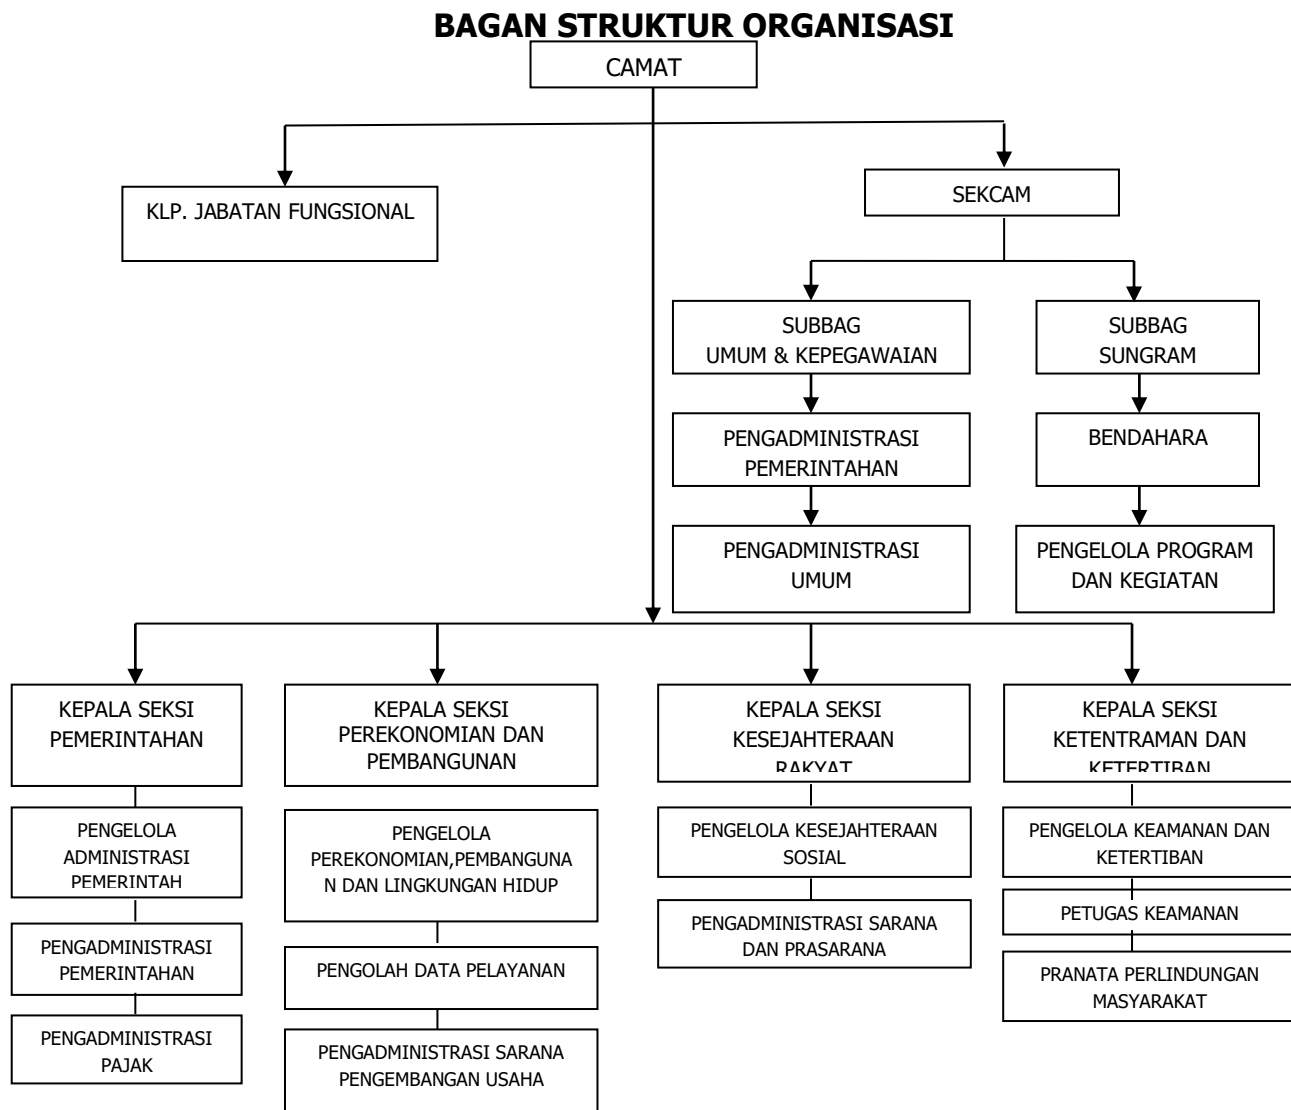 BAGAN STRUKTUR ORGANISASI
CAMAT
KLP. JABATAN FUNGSIONAL
SEKCAM
SUBBAG
UMUM & KEPEGAWAIAN
SUBBAG
SUNGRAM
PENGADMINISTRASI
PEMERINTAHAN
BENDAHARA
PENGADMINISTRASI
UMUM
PENGELOLA PROGRAM
DAN KEGIATAN
KEPALA SEKSI
PEMERINTAHAN
KEPALA SEKSI
PEREKONOMIAN DAN
PEMBANGUNAN
KEPALA SEKSI
KESEJAHTERAAN
RAKYAT
KEPALA SEKSI
KETENTRAMAN DAN
KETERTIBAN
PENGELOLA
ADMINISTRASI
PEMERINTAH
PENGELOLA
PEREKONOMIAN,PEMBANGUNA
N DAN LINGKUNGAN HIDUP
PENGELOLA KESEJAHTERAAN
SOSIAL
PENGELOLA KEAMANAN DAN
KETERTIBAN
PENGADMINISTRASI
PEMERINTAHAN
PENGOLAH DATA PELAYANAN
PENGADMINISTRASI SARANA
DAN PRASARANA
PETUGAS KEAMANAN
PRANATA PERLINDUNGAN
MASYARAKAT
PENGADMINISTRASI
PAJAK
PENGADMINISTRASI SARANA
PENGEMBANGAN USAHA